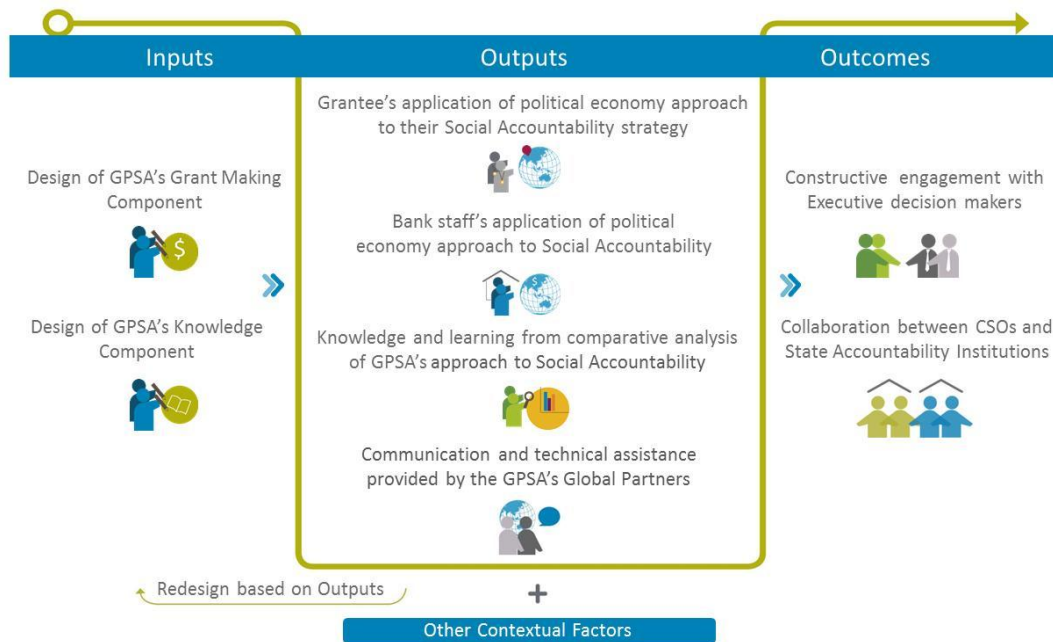 Inputs
Outputs
Outcomes
Design of GPSA's Grant Making
Component
$
Design of GPSA's Knowledge
Component
Grantee's application of political economy approach
to their Social Accountability strategy
Bank staff's application of political
economy approach to Social Accountability
$
Knowledge and learning from comparative analysis
of GPSA's approach to Social Accountability
Communication and technical assistance
provided by the GPSA's Global Partners
Constructive engagement with
Executive decision makers
Collaboration between CSOs and
State Accountability Institutions
Redesign based on Outputs
+
Other Contextual Factors